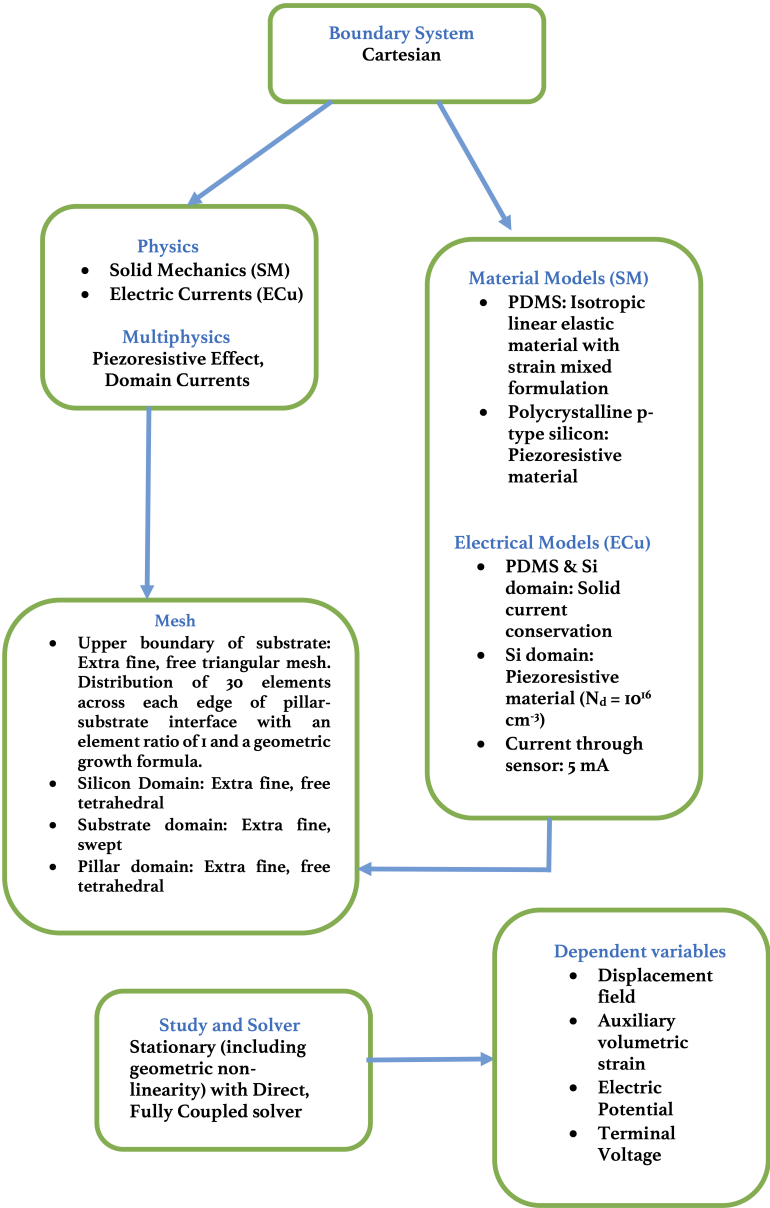 Boundary System
Cartesian
Physics
• Solid Mechanics (SM)
• Electric Currents (ECu)
Multiphysics
Piezoresistive Effect,
Domain Currents
Material Models (SM)
• PDMS: Isotropic
linear elastic
material with
strain mixed
formulation
• Polycrystalline p-
type silicon:
Piezoresistive
material
Electrical Models (ECu)
• PDMS & Si
domain: Solid
current
conservation
• Si domain:
Piezoresistive
material (N_d = 10¹⁶
cm⁻³)
• Current through
sensor: 5 mA
Mesh
• Upper boundary of substrate:
Extra fine, free triangular mesh.
Distribution of 30 elements
across each edge of pillar-
substrate interface with an
element ratio of 1 and a geometric
growth formula.
• Silicon Domain: Extra fine, free
tetrahedral
• Substrate domain: Extra fine,
swept
• Pillar domain: Extra fine, free
tetrahedral
Study and Solver
Stationary (including
geometric non-
linearity) with Direct,
Fully Coupled solver
Dependent variables
• Displacement
field
• Auxiliary
volumetric
strain
• Electric
Potential
• Terminal
Voltage